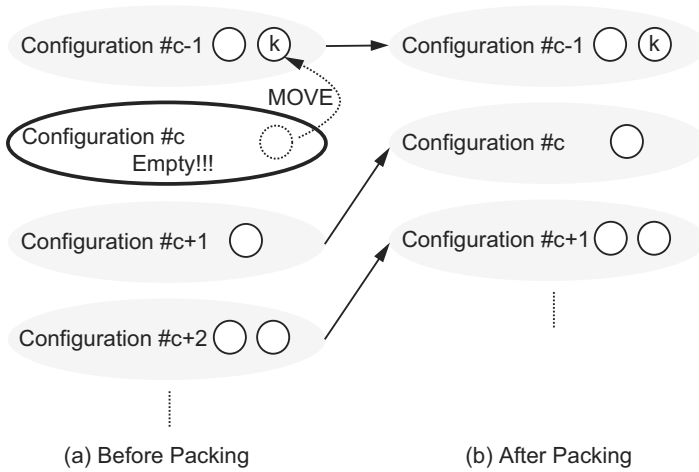 Configuration #c-1
k
Configuration #c-1
k
MOVE
Configuration #c
Empty!!!
Configuration #c
Configuration #c+1
Configuration #c+1
Configuration #c+2
(a) Before Packing
(b) After Packing